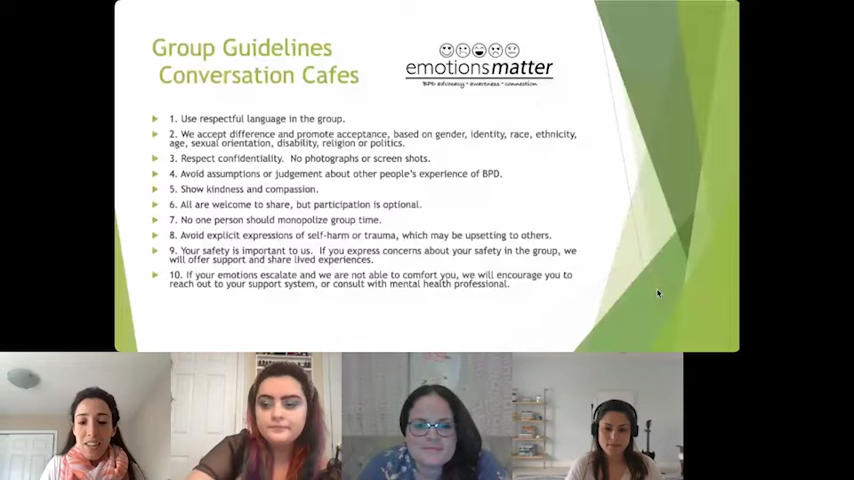 Group Guidelines
Conversation Cafes
emotionsmatter
BPD advocacy * awareness * connection
1. Use respectful language in the group.
2. We accept difference and promote acceptance, based on gender, identity, race, ethnicity,
age, sexual orientation, disability, religion or politics.
3. Respect confidentiality. No photographs or screen shots.
4. Avoid assumptions or judgement about other people's experience of BPD.
5. Show kindness and compassion.
6. All are welcome to share, but participation is optional.
7. No one person should monopolize group time.
8. Avoid explicit expressions of self-harm or trauma, which may be upsetting to others.
9. Your safety is important to us. If you express concerns about your safety in the group, we
will offer support and share lived experiences.
10. If your emotions escalate and we are not able to comfort you, we will encourage you to
reach out to your support system, or consult with mental health professional.